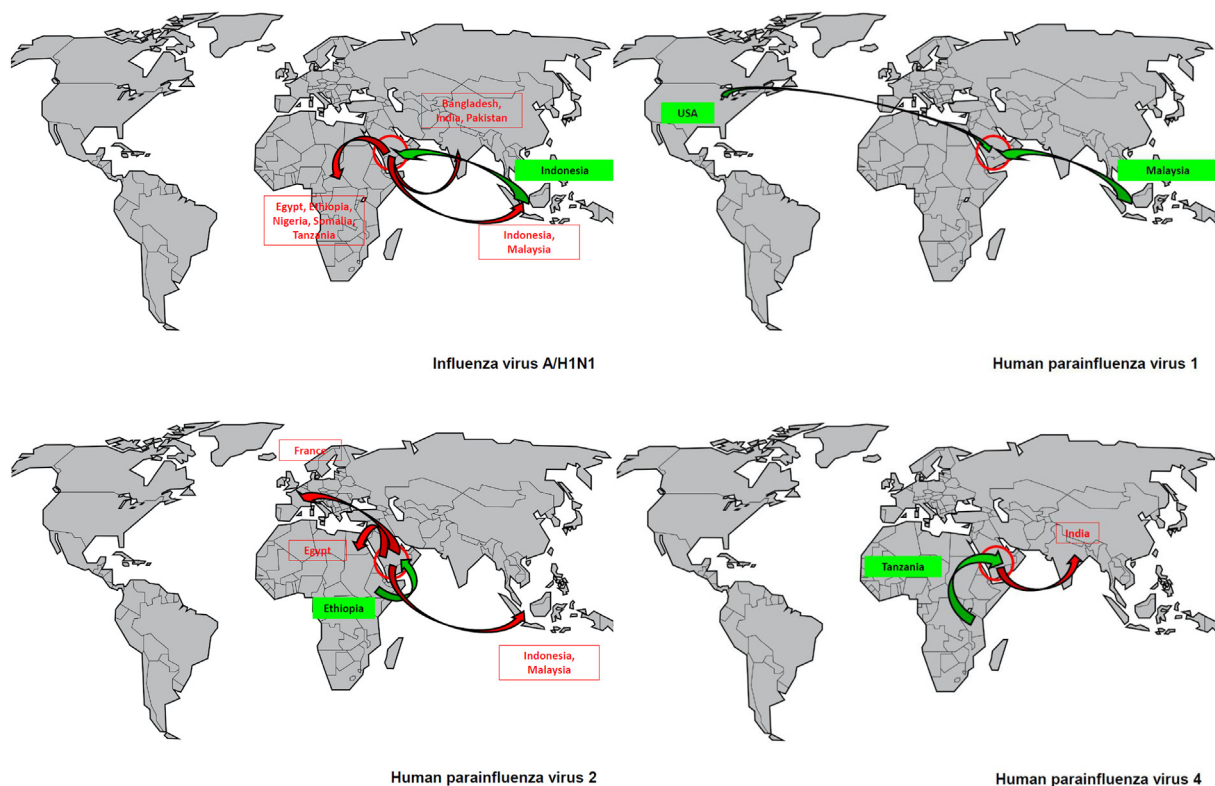 Bangladesh,
India, Pakistan
Indonesia
Egypt, Ethiopia,
Nigeria, Somalia,
Tanzania
Indonesia,
Malaysia
Influenza virus A/H1N1
USA
Malaysia
Human parainfluenza virus 1
France
Egypt
Ethiopia
Indonesia,
Malaysia
Human parainfluenza virus 2
India
Tanzania
Human parainfluenza virus 4